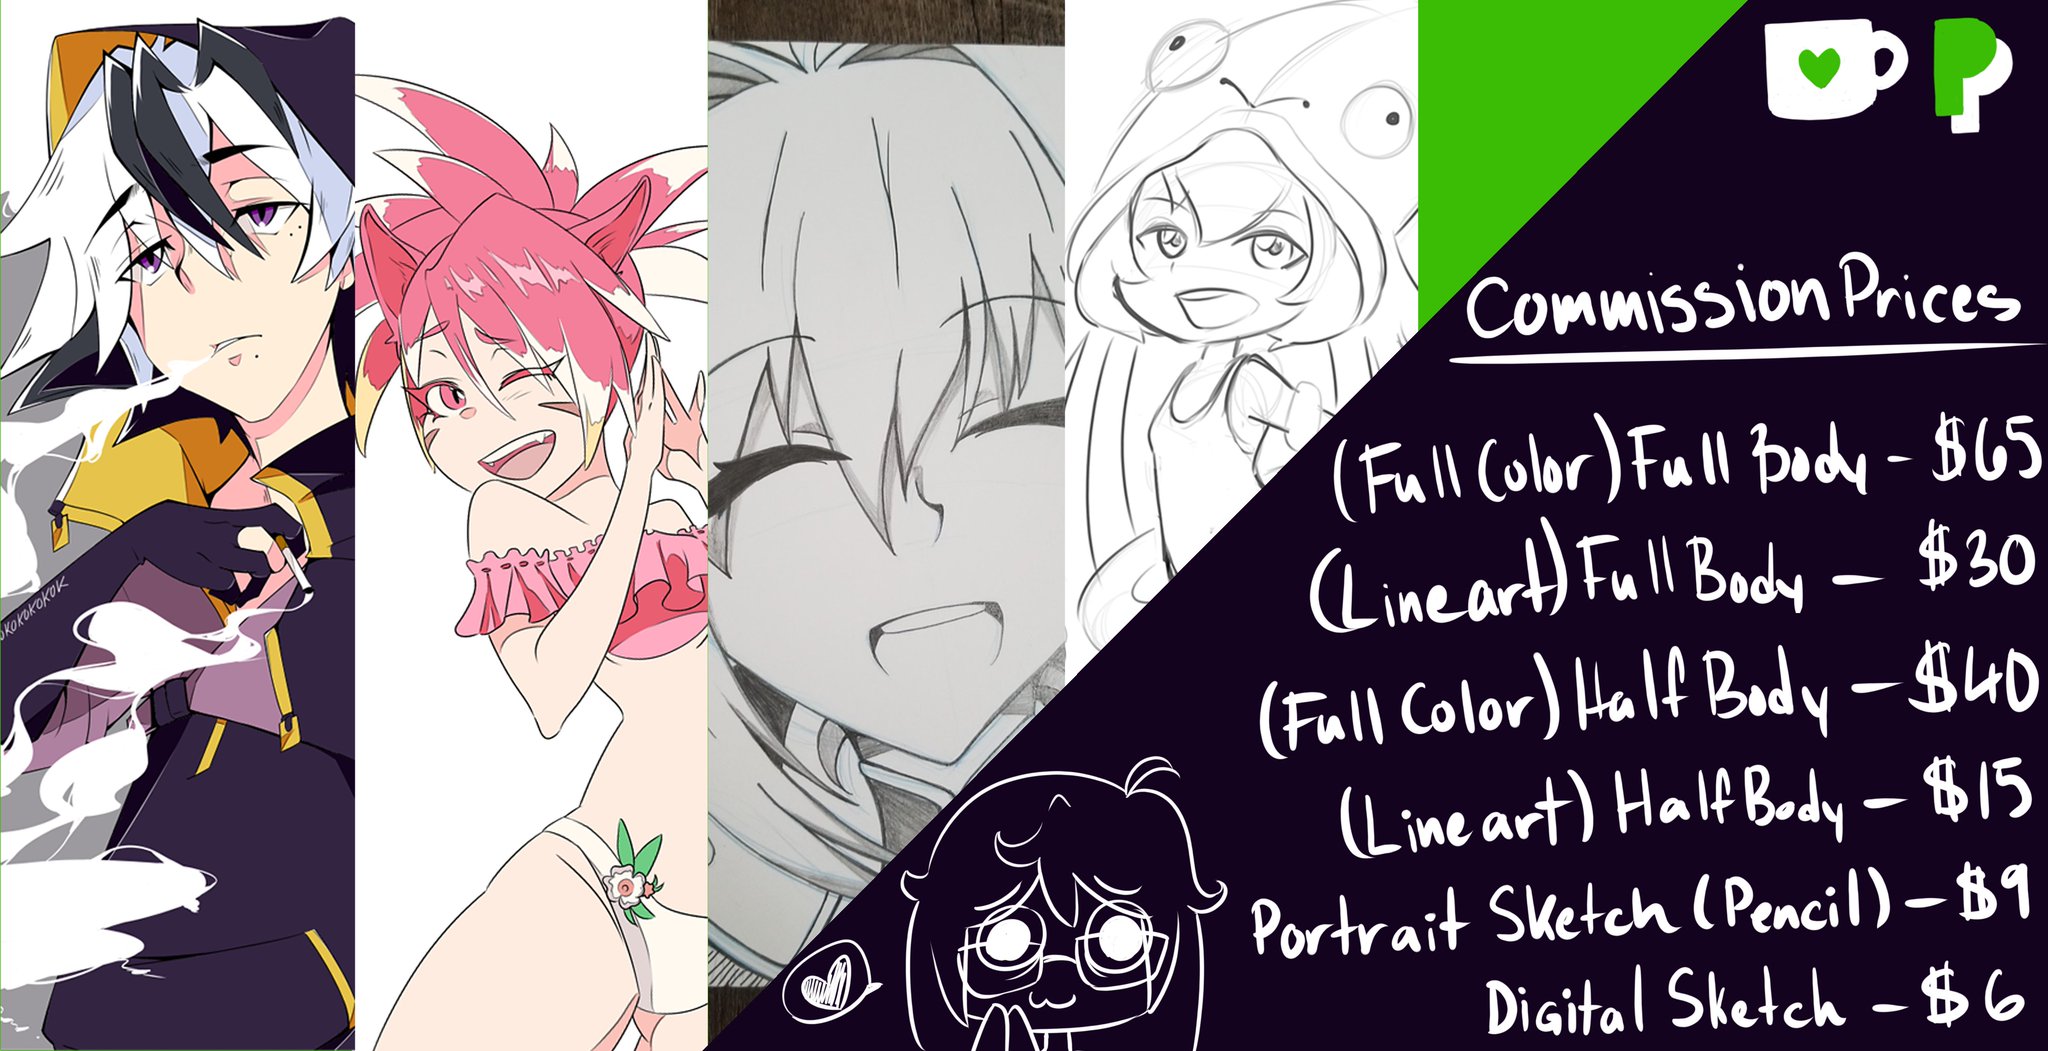 Commission Prices
(Full Color) Full Body - $65
(Lineart) Full Body - $30
(Full Color) Half Body - $40
(Lineart) Half Body - $15
Portrait Sketch (Pencil) - $9
Digital Sketch - $6